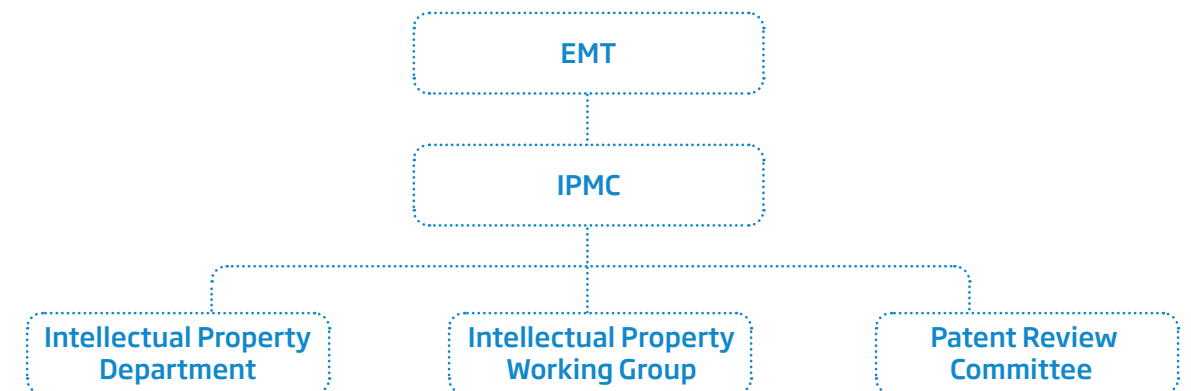 EMT
IPMC
Intellectual Property
Department
Intellectual Property
Working Group
Patent Review
Committee